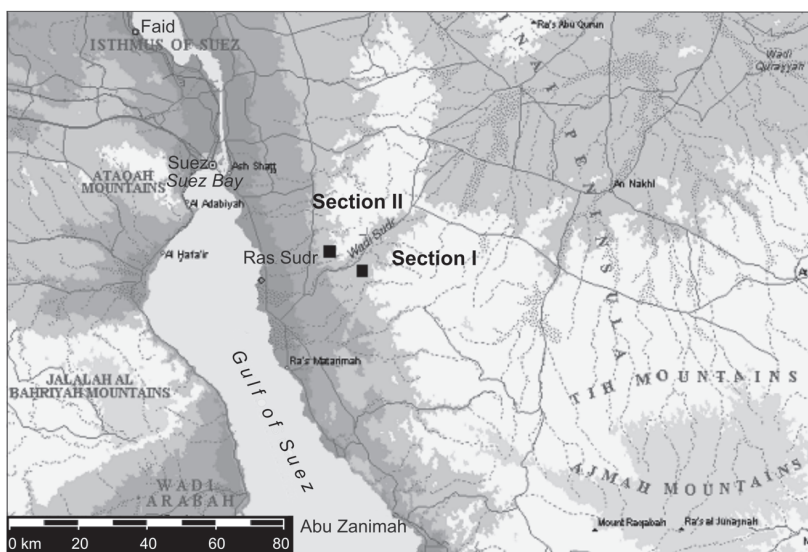 Faid
ISTHMUS OF SUEZ
Ra's Abu Qurun
Wadi
Qurayyah
SINAI PENINSULA
Suez
Ash Shatt
Suez Bay
ATAQAH
MOUNTAINS
Al Adabiyah
An Nakhl
Section II
Wadi Sudr
Al Hafa'ir
Ras Sudr
Section I
Ra's Matarimah
Gulf of Suez
JALALAH AL
BAHRIYAH MOUNTAINS
TIH MOUNTAINS
AJMAH MOUNTAINS
WADI
'ARABAH
Abu Zanimah
Mount Raqabah
Ra's al Junaynah
0 km 20 40 60 80